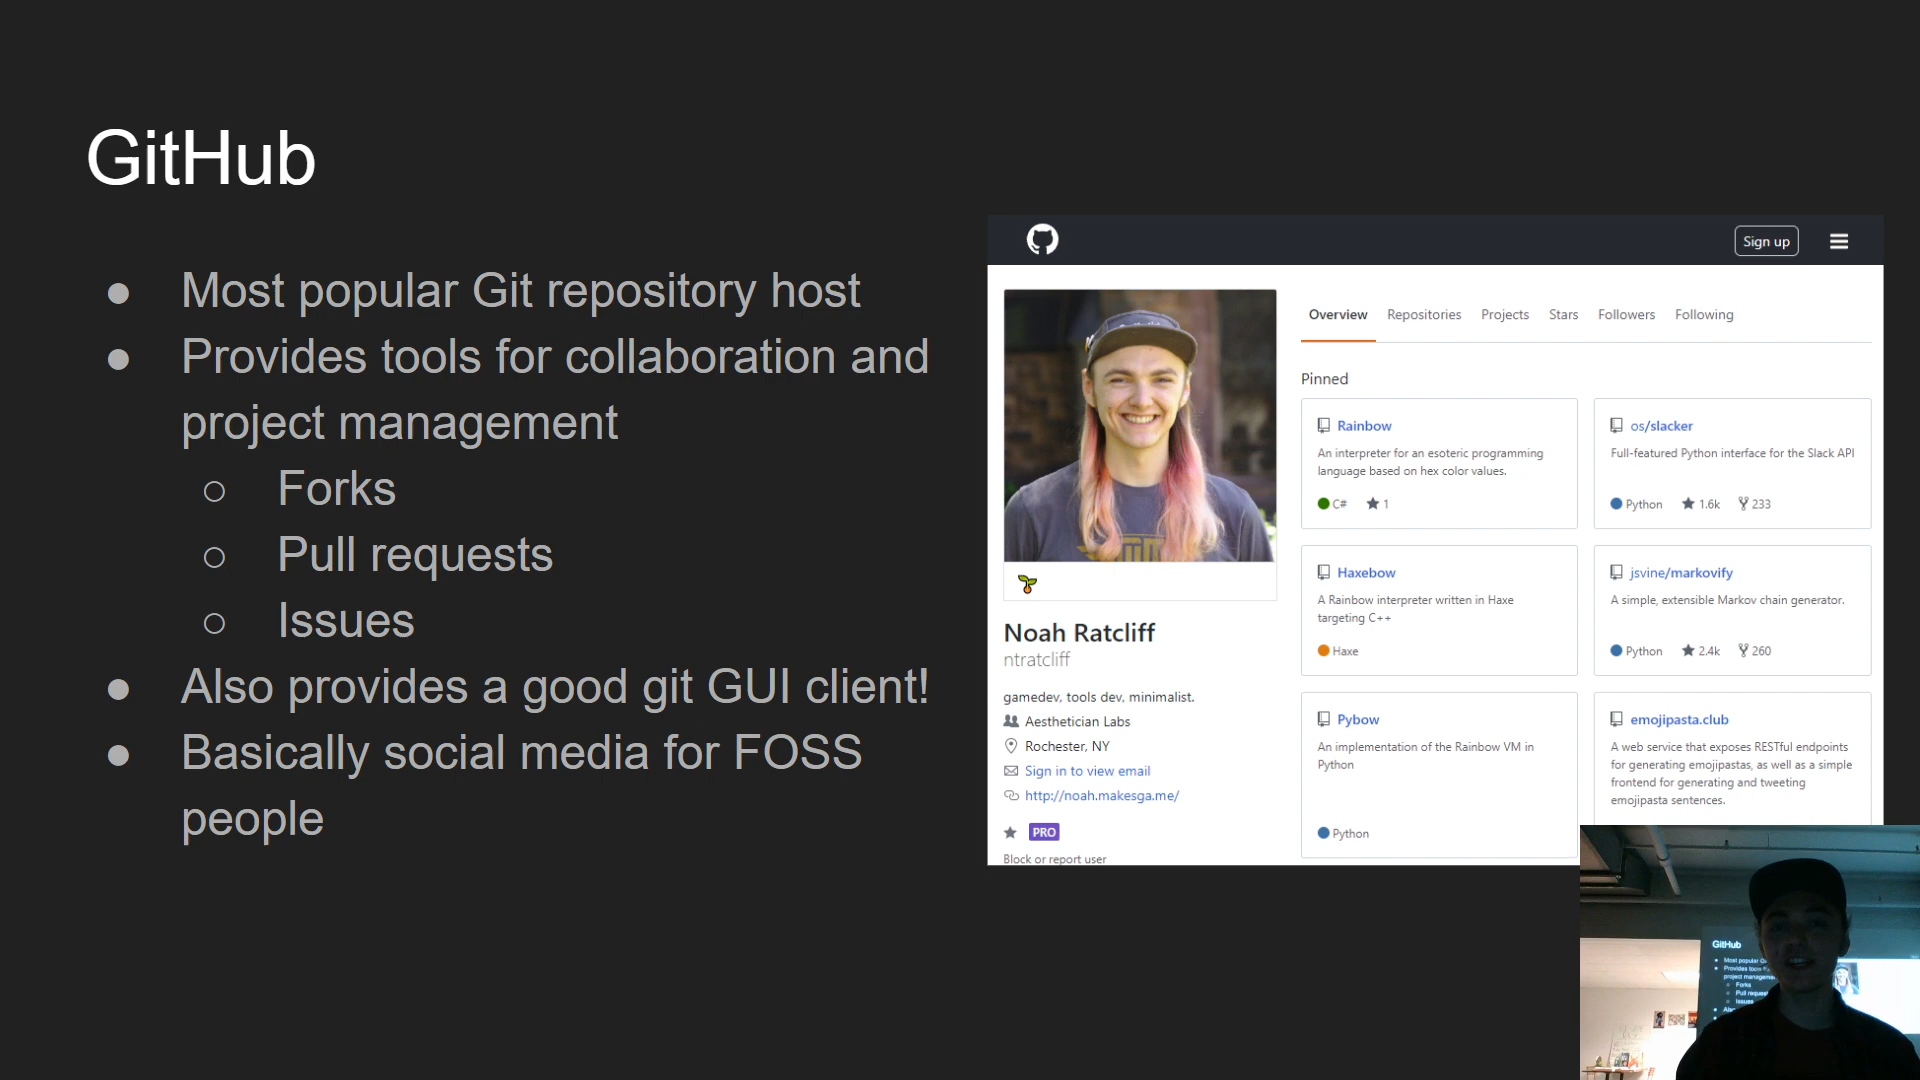 GitHub
● Most popular Git repository host
● Provides tools for collaboration and
project management
○ Forks
○ Pull requests
○ Issues
● Also provides a good git GUI client!
● Basically social media for FOSS
people
Sign up
Overview Repositories Projects Stars Followers Following
Pinned
Rainbow
An interpreter for an esoteric programming
language based on hex color values.
C# 1
os/slacker
Full-featured Python interface for the Slack API
Python 1.6k 233
Haxebow
A Rainbow interpreter written in Haxe
targeting C++
Haxe
jsvine/markovify
A simple, extensible Markov chain generator.
Python 2.4k 260
Pybow
An implementation of the Rainbow VM in
Python
Python
emojipasta.club
A web service that exposes RESTful endpoints
for generating emojipastas, as well as a simple
frontend for generating and tweeting
emojipasta sentences.
Noah Ratcliff
ntratcliff
gamedev, tools dev, minimalist.
Aesthetician Labs
Rochester, NY
Sign in to view email
http://noah.makesga.me/
PRO
Block or report user
GitHub
Most popular
Provides tools
Forks
Issues